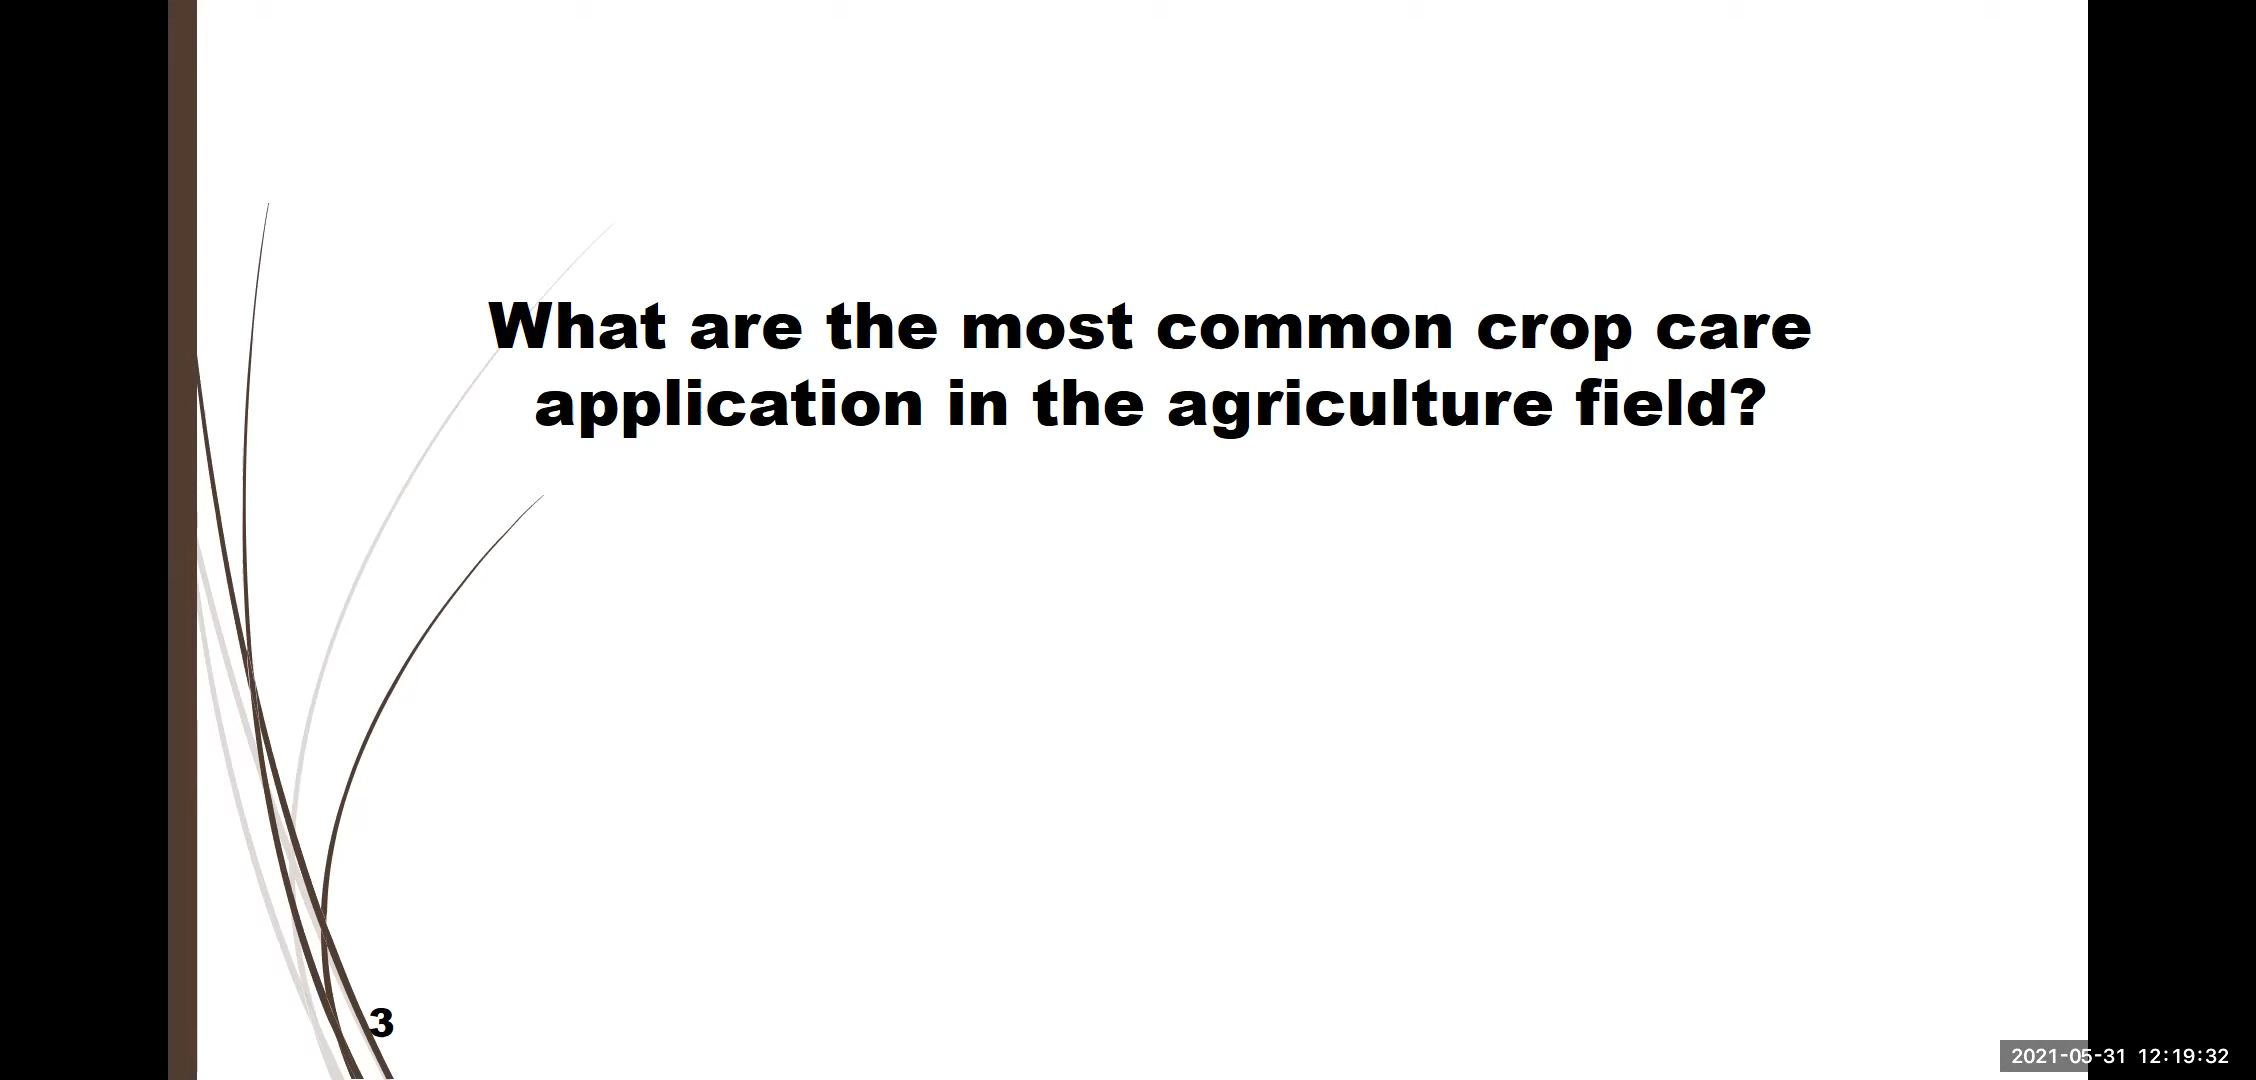 What are the most common crop care
application in the agriculture field?
3
2021-05-31 12:19:32